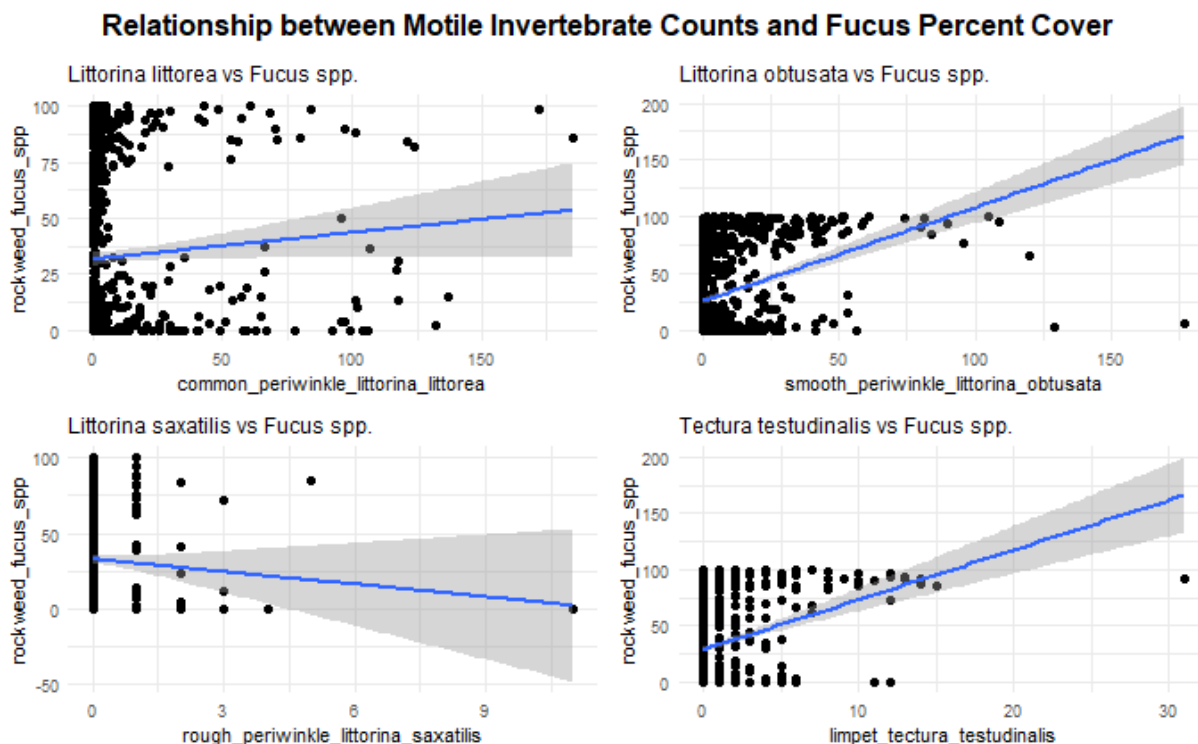 Relationship between Motile Invertebrate Counts and Fucus Percent Cover
Littorina littorea vs Fucus spp.
rockweed_fucus_spp
100
75
50
25
0
0
50
100
150
common_periwinkle_littorina_littorea
Littorina obtusata vs Fucus spp.
rockweed_fucus_spp
200
150
100
50
0
0
50
100
150
smooth_periwinkle_littorina_obtusata
Littorina saxatilis vs Fucus spp.
rockweed_fucus_spp
100
50
0
-50
0
3
6
9
rough_periwinkle_littorina_saxatilis
Tectura testudinalis vs Fucus spp.
rockweed_fucus_spp
200
150
100
50
0
0
10
20
30
limpet_tectura_testudinalis